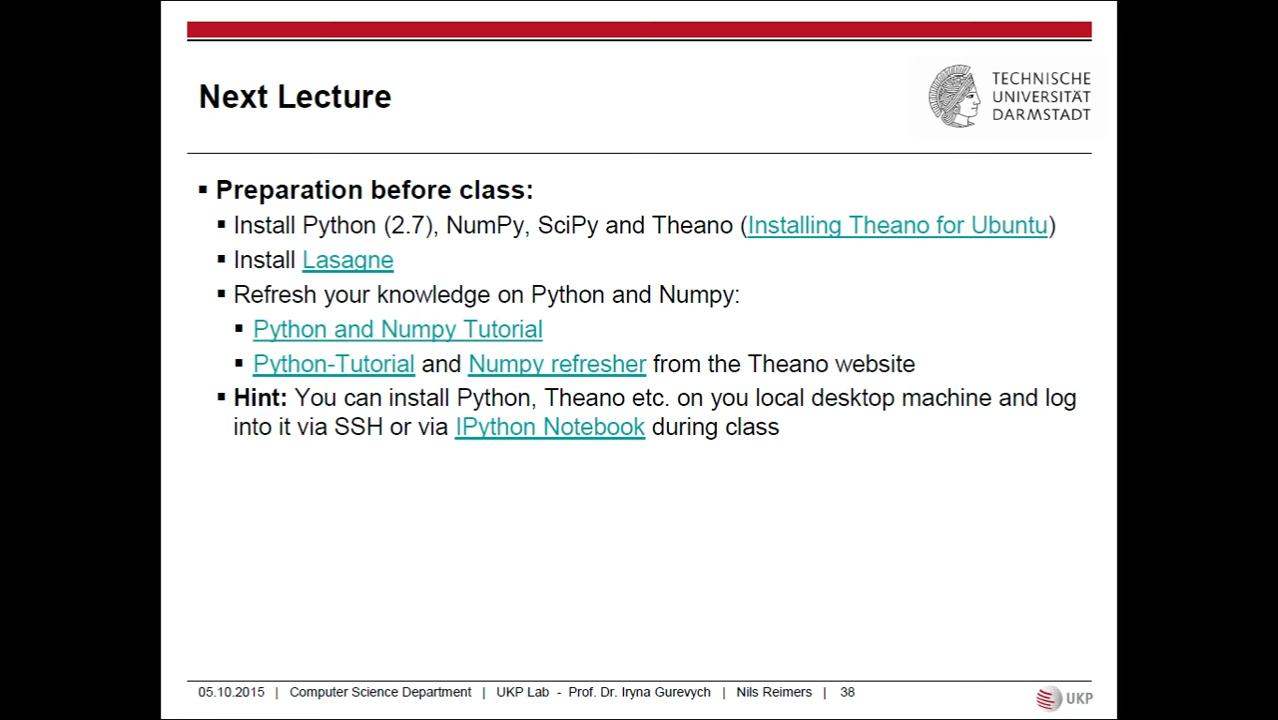 Next Lecture
TECHNISCHE
UNIVERSITÄT
DARMSTADT
▪ Preparation before class:
▪ Install Python (2.7), NumPy, SciPy and Theano (Installing Theano for Ubuntu)
▪ Install Lasagne
▪ Refresh your knowledge on Python and Numpy:
▪ Python and Numpy Tutorial
▪ Python-Tutorial and Numpy refresher from the Theano website
▪ Hint: You can install Python, Theano etc. on you local desktop machine and log
into it via SSH or via IPython Notebook during class
05.10.2015 | Computer Science Department | UKP Lab - Prof. Dr. Iryna Gurevych | Nils Reimers | 38
UKP